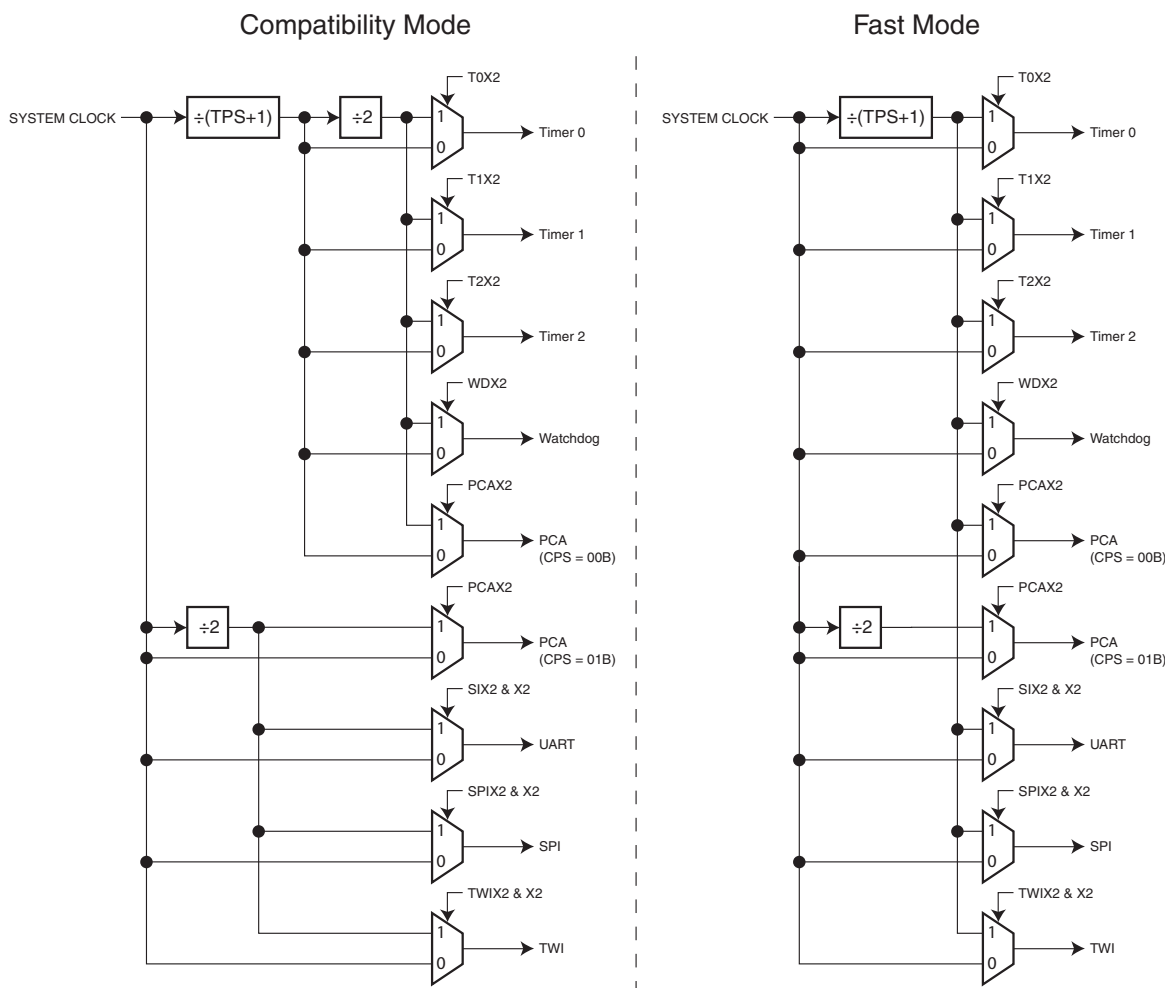 Compatibility Mode
SYSTEM CLOCK
÷(TPS+1)
÷2
T0X2
1
0
Timer 0
T1X2
1
0
Timer 1
T2X2
1
0
Timer 2
WDX2
1
0
Watchdog
PCAX2
1
0
PCA
(CPS = 00B)
÷2
PCAX2
1
0
PCA
(CPS = 01B)
SIX2 & X2
1
0
UART
SPIX2 & X2
1
0
SPI
TWIX2 & X2
1
0
TWI
Fast Mode
SYSTEM CLOCK
÷(TPS+1)
T0X2
1
0
Timer 0
T1X2
1
0
Timer 1
T2X2
1
0
Timer 2
WDX2
1
0
Watchdog
PCAX2
1
0
PCA
(CPS = 00B)
÷2
PCAX2
1
0
PCA
(CPS = 01B)
SIX2 & X2
1
0
UART
SPIX2 & X2
1
0
SPI
TWIX2 & X2
1
0
TWI